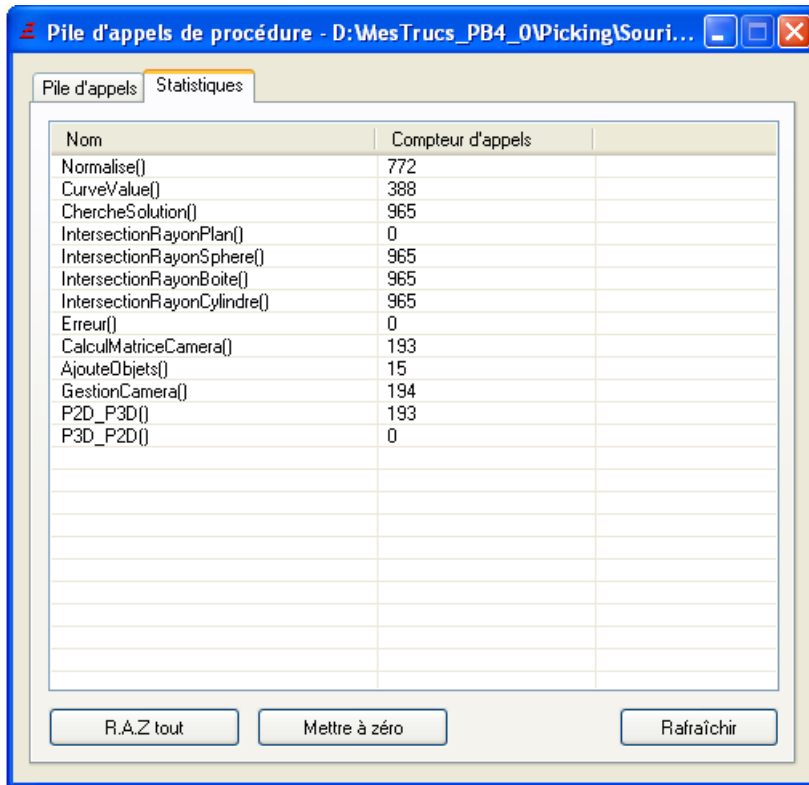 Pile d'appels de procédure - D:\MesTrucs_PB4_0\Picking\Souri...
Pile d'appels Statistiques
Nom Compteur d'appels
Normalise() 772
CurveValue() 388
ChercheSolution() 965
IntersectionRayonPlan() 0
IntersectionRayonSphere() 965
IntersectionRayonBoite() 965
IntersectionRayonCylindre() 965
Erreur() 0
CalculMatriceCamera() 193
AjouteObjets() 15
GestionCamera() 194
P2D_P3D() 193
P3D_P2D() 0
R.A.Z tout Mettre à zéro Rafraîchir